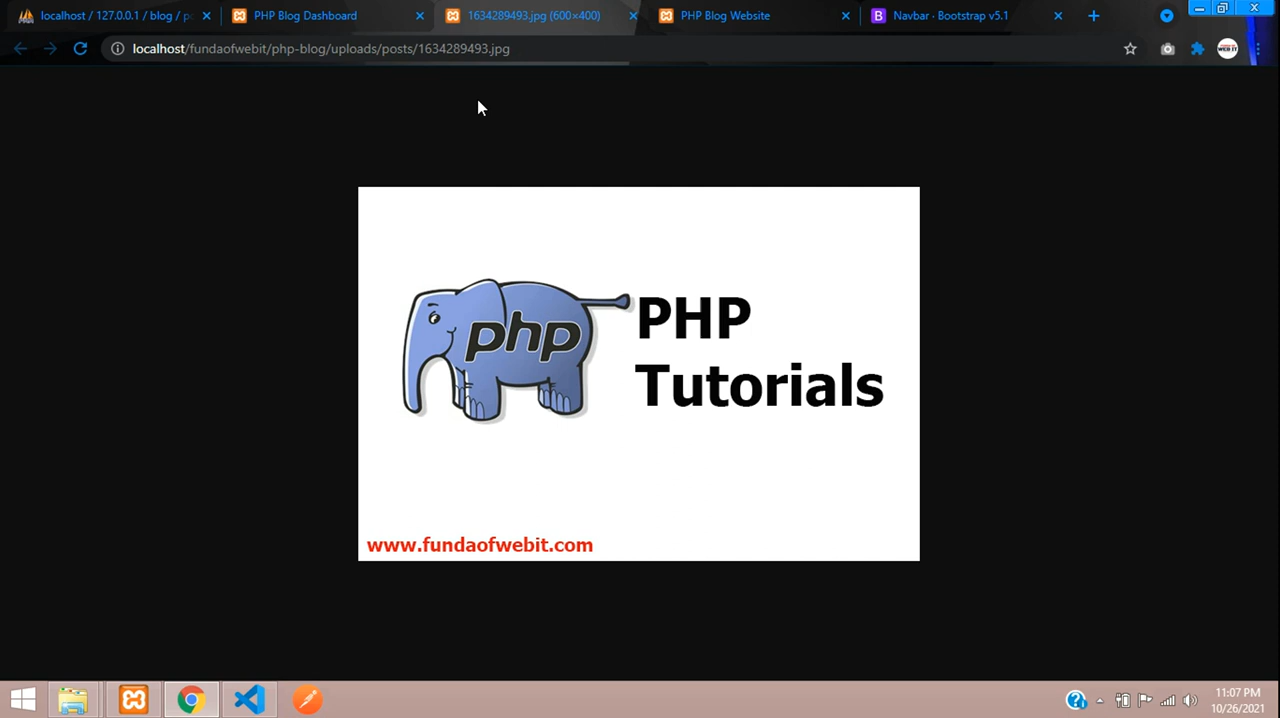 localhost / 127.0.0.1 / blog / po
PHP Blog Dashboard
1634289493.jpg (600×400)
PHP Blog Website
Navbar · Bootstrap v5.1
localhost/fundaofwebit/php-blog/uploads/posts/1634289493.jpg
php
PHP
Tutorials
www.fundaofwebit.com
11:07 PM
10/26/2021